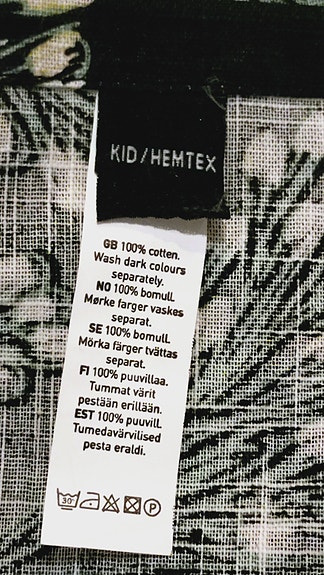 KID/HEMTEX
GB 100% cotten.
Wash dark colours
separately.
NO 100% bomull.
Mørke farger vaskes
separat.
SE 100% bomull.
Mörka färger tvättas
separat.
FI 100% puuvillaa.
Tummat värit
pestään erillään.
EST 100% puuvill.
Tumedavärvilised
pesta eraldi.
30° P